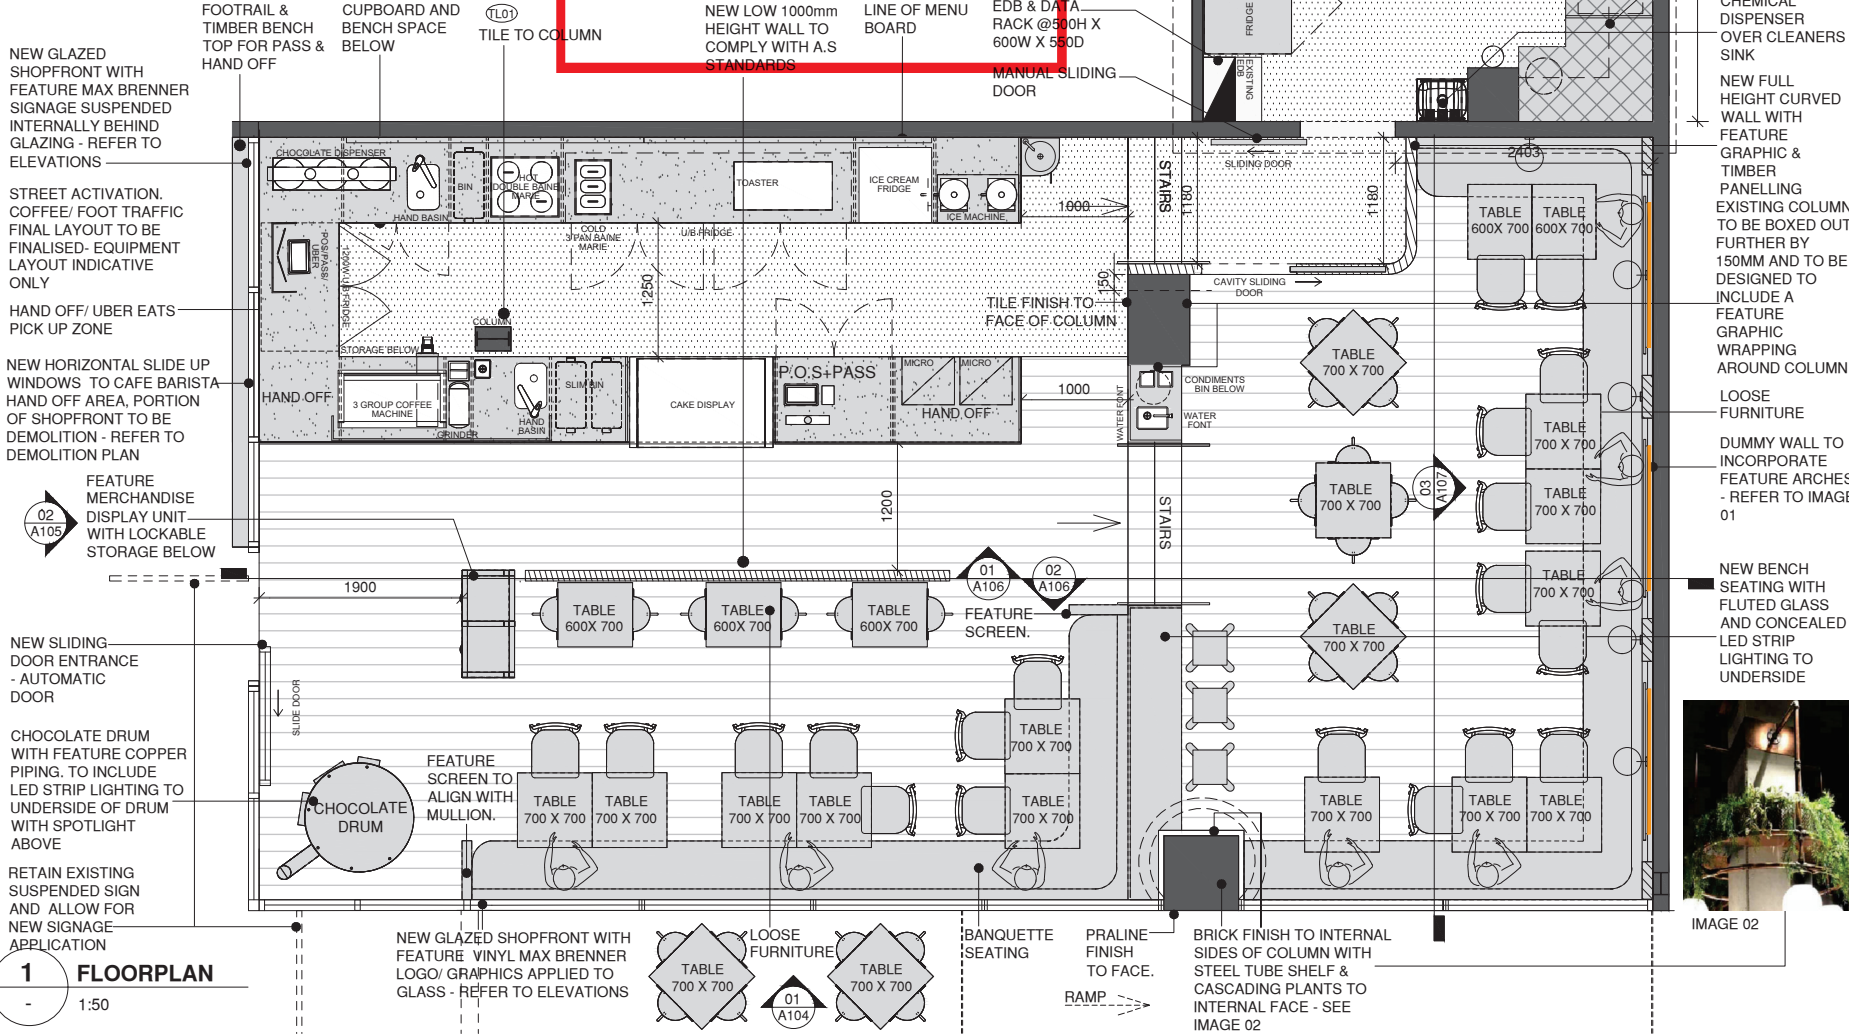 FOOTRAIL &
TIMBER BENCH
TOP FOR PASS &
HAND OFF
CUPBOARD AND
BENCH SPACE
BELOW
TL01
TILE TO COLUMN
NEW LOW 1000mm
HEIGHT WALL TO
COMPLY WITH A.S
STANDARDS
LINE OF MENU
BOARD
EDB & DATA
RACK @500H X
600W X 550D
MANUAL SLIDING
DOOR
FRIDGE
EXISTING
EDB
CHEMICAL
DISPENSER
OVER CLEANERS
SINK
NEW FULL
HEIGHT CURVED
WALL WITH
FEATURE
GRAPHIC &
TIMBER
PANELLING
EXISTING COLUMN
TO BE BOXED OUT
FURTHER BY
150MM AND TO BE
DESIGNED TO
INCLUDE A
FEATURE
GRAPHIC
WRAPPING
AROUND COLUMN
LOOSE
FURNITURE
DUMMY WALL TO
INCORPORATE
FEATURE ARCHES
- REFER TO IMAGE
01
NEW BENCH
SEATING WITH
FLUTED GLASS
AND CONCEALED
LED STRIP
LIGHTING TO
UNDERSIDE
IMAGE 02
NEW GLAZED
SHOPFRONT WITH
FEATURE MAX BRENNER
SIGNAGE SUSPENDED
INTERNALLY BEHIND
GLAZING - REFER TO
ELEVATIONS
STREET ACTIVATION.
COFFEE/ FOOT TRAFFIC
FINAL LAYOUT TO BE
FINALISED- EQUIPMENT
LAYOUT INDICATIVE
ONLY
HAND OFF/ UBER EATS
PICK UP ZONE
NEW HORIZONTAL SLIDE UP
WINDOWS TO CAFE BARISTA
HAND OFF AREA, PORTION
OF SHOPFRONT TO BE
DEMOLITION - REFER TO
DEMOLITION PLAN
FEATURE
MERCHANDISE
DISPLAY UNIT
WITH LOCKABLE
STORAGE BELOW
02
A105
NEW SLIDING
DOOR ENTRANCE
- AUTOMATIC
DOOR
CHOCOLATE DRUM
WITH FEATURE COPPER
PIPING. TO INCLUDE
LED STRIP LIGHTING TO
UNDERSIDE OF DRUM
WITH SPOTLIGHT
ABOVE
RETAIN EXISTING
SUSPENDED SIGN
AND ALLOW FOR
NEW SIGNAGE
APPLICATION
CHOCOLATE DISPENSER
HAND BASIN
BIN
HOT
DOUBLE BAINE
MARIE
COLD
3 PAN BAINE
MARIE
TOASTER
U/B FRIDGE
ICE CREAM
FRIDGE
ICE MACHINE
POS/PASS/
UBER
1200W U/B FRIDGE
STORAGE BELOW
COLUMN
1250
1000
STAIRS
1180
SLIDING DOOR
1180
2403
150
CAVITY SLIDING
DOOR
TILE FINISH TO
FACE OF COLUMN
HAND OFF
3 GROUP COFFEE
MACHINE
GRINDER
HAND
BASIN
SLIM BIN
CAKE DISPLAY
P.O.S+PASS
MICRO
MICRO
HAND OFF
1000
WATER FONT
CONDIMENTS
BIN BELOW
WATER
FONT
1200
STAIRS
1900
01
A106
02
A106
FEATURE
SCREEN.
03
A107
TABLE
600X 700
TABLE
600X 700
TABLE
700 X 700
TABLE
700 X 700
TABLE
700 X 700
TABLE
700 X 700
TABLE
700 X 700
TABLE
700 X 700
TABLE
600X 700
TABLE
600X 700
TABLE
600X 700
SLIDE DOOR
CHOCOLATE
DRUM
FEATURE
SCREEN TO
ALIGN WITH
MULLION.
TABLE
700 X 700
TABLE
700 X 700
TABLE
700 X 700
TABLE
700 X 700
TABLE
700 X 700
TABLE
700 X 700
TABLE
700 X 700
TABLE
700 X 700
TABLE
700 X 700
NEW GLAZED SHOPFRONT WITH
FEATURE VINYL MAX BRENNER
LOGO/ GRAPHICS APPLIED TO
GLASS - REFER TO ELEVATIONS
TABLE
700 X 700
LOOSE
FURNITURE
01
A104
TABLE
700 X 700
BANQUETTE
SEATING
PRALINE
FINISH
TO FACE.
RAMP
BRICK FINISH TO INTERNAL
SIDES OF COLUMN WITH
STEEL TUBE SHELF &
CASCADING PLANTS TO
INTERNAL FACE - SEE
IMAGE 02
1
-
FLOORPLAN
1:50